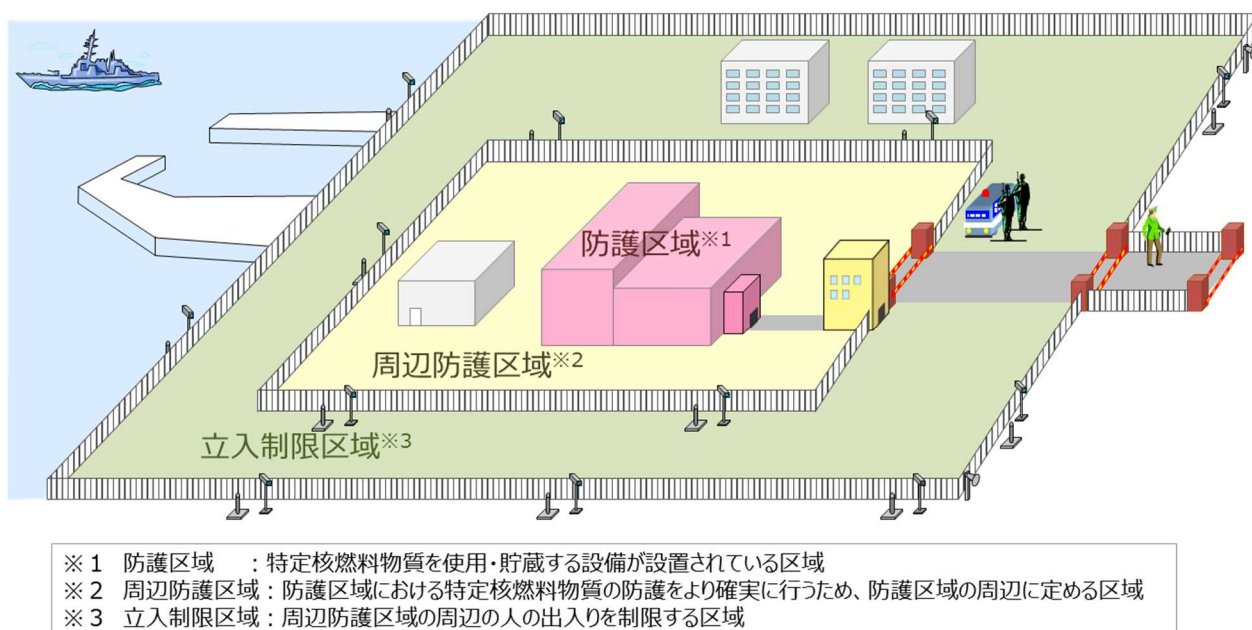 防護区域※1
周辺防護区域※2
立入制限区域※3
※１ 防護区域 ：特定核燃料物質を使用・貯蔵する設備が設置されている区域
※２ 周辺防護区域：防護区域における特定核燃料物質の防護をより確実に行うため、防護区域の周辺に定める区域
※３ 立入制限区域：周辺防護区域の周辺の人の出入りを制限する区域